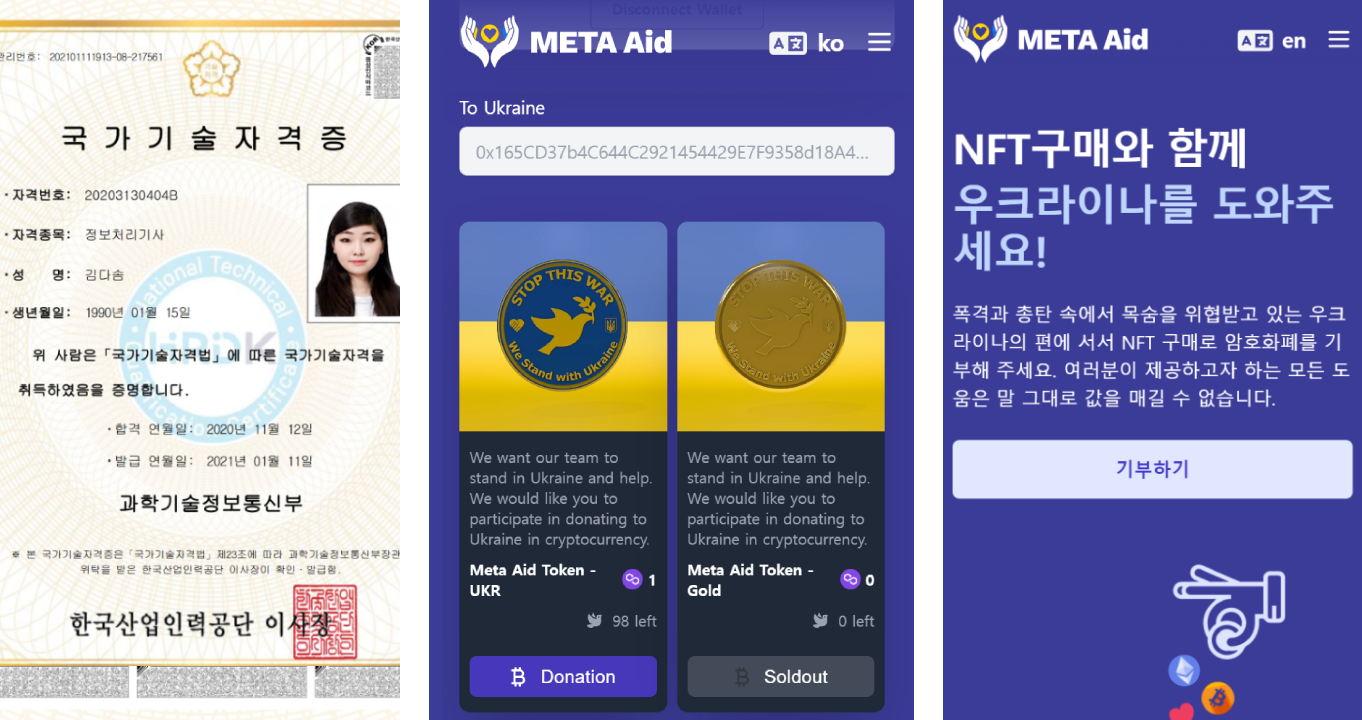 관리번호: 202101111913-08-217561
국 가 기 술 자 격 증
· 자격번호: 20203130404B
· 자격종목: 정보처리기사
· 성 명: 김다솜
· 생년월일: 1990년 01월 15일
위 사람은「국가기술자격법」에 따른 국가기술자격을
취득하였음을 증명합니다.
· 합격 연월일: 2020년 11월 12일
· 발급 연월일: 2021년 01월 11일
과학기술정보통신부
※ 본 국가기술자격증은「국가기술자격법」제23조에 따라 과학기술정보통신부장관
위탁을 받은 한국산업인력공단 이사장이 확인·발급함.
한국산업인력공단 이사장
Disconnect Wallet
META Aid
ko
To Ukraine
0x165CD37b4C644C2921454429E7F9358d18A4...
STOP THIS WAR
We Stand with Ukraine
We want our team to
stand in Ukraine and help.
We would like you to
participate in donating to
Ukraine in cryptocurrency.
Meta Aid Token -
UKR
1
98 left
Donation
STOP THIS WAR
We Stand with Ukraine
We want our team to
stand in Ukraine and help.
We would like you to
participate in donating to
Ukraine in cryptocurrency.
Meta Aid Token -
Gold
0
0 left
Soldout
META Aid
en
NFT구매와 함께
우크라이나를 도와주
세요!
폭격과 총탄 속에서 목숨을 위협받고 있는 우크
라이나의 편에 서서 NFT 구매로 암호화폐를 기
부해 주세요. 여러분이 제공하고자 하는 모든 도
움은 말 그대로 값을 매길 수 없습니다.
기부하기